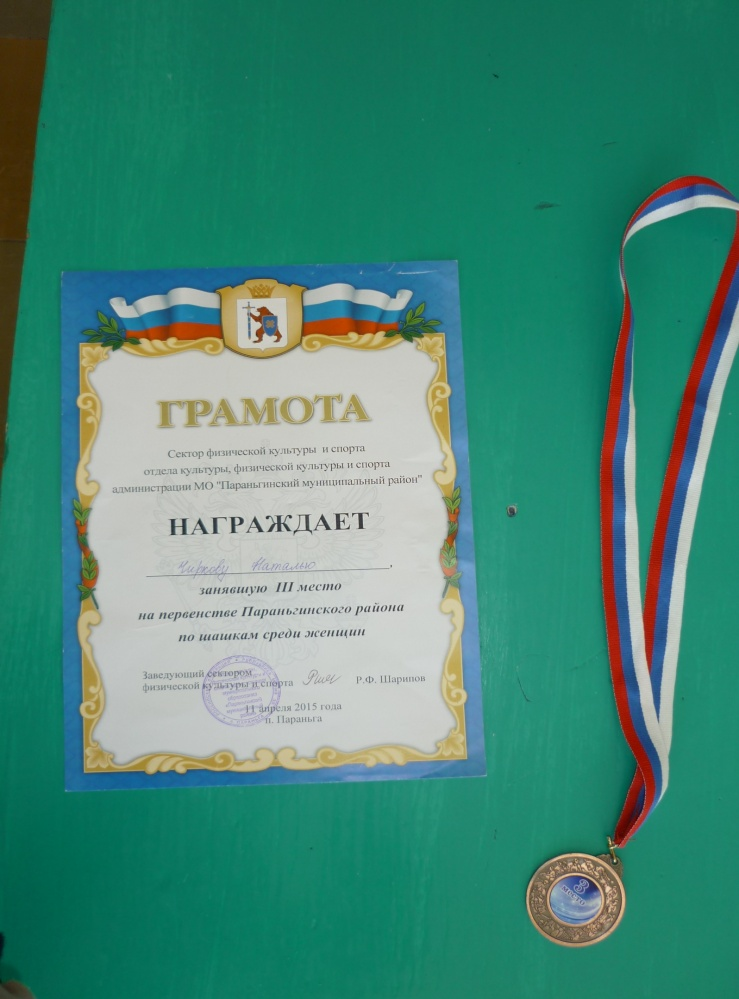 ГРАМОТА
Сектор физической культуры и спорта
отдела культуры, физической культуры и спорта
администрации МО "Параньгинский муниципальный район"
НАГРАЖДАЕТ
Чиркову Наталью,
занявшую III место
на первенстве Параньгинского района
по шашкам среди женщин
Заведующий сектором
физической культуры и спорта Р.Ф. Шарипов
11 апреля 2015 года
п. Параньга
3
место